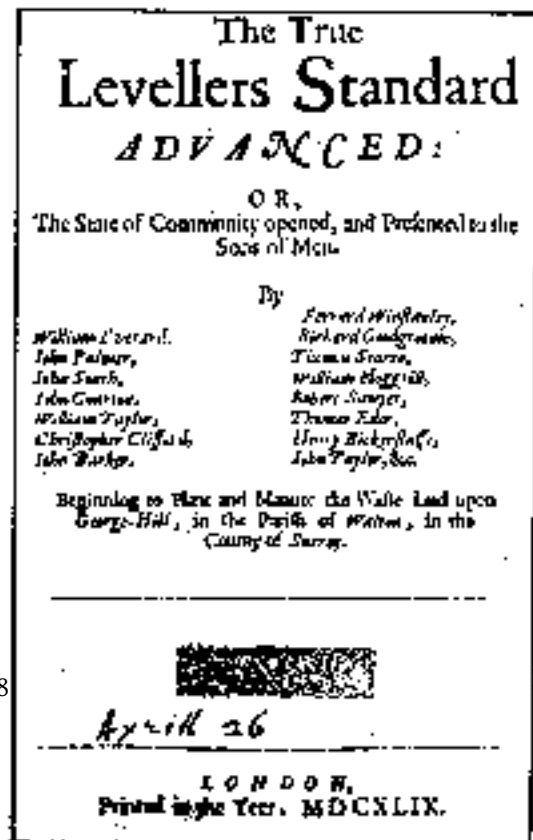 The True
Levellers Standard
ADVANCED:
OR,
The State of Community opened, and Presented to the
Sons of Men.
By
William Everard,
John Palmer,
John South,
John Courton,
William Taylor,
Christopher Clifford,
John Barker,
Jerrard Winstanley,
Richard Goodgroome,
Thomas Starre,
William Hoggrill,
Robert Sawyer,
Thomas Eder,
Henry Bickerstaffe,
John Taylor, &c.
Beginning to Plant and Manure the Waste land upon
George-Hill, in the Parish of Walton, in the
County of Surrey.
8
Aprill 26
LONDON,
Printed in the Yeer, MDCXLIX.